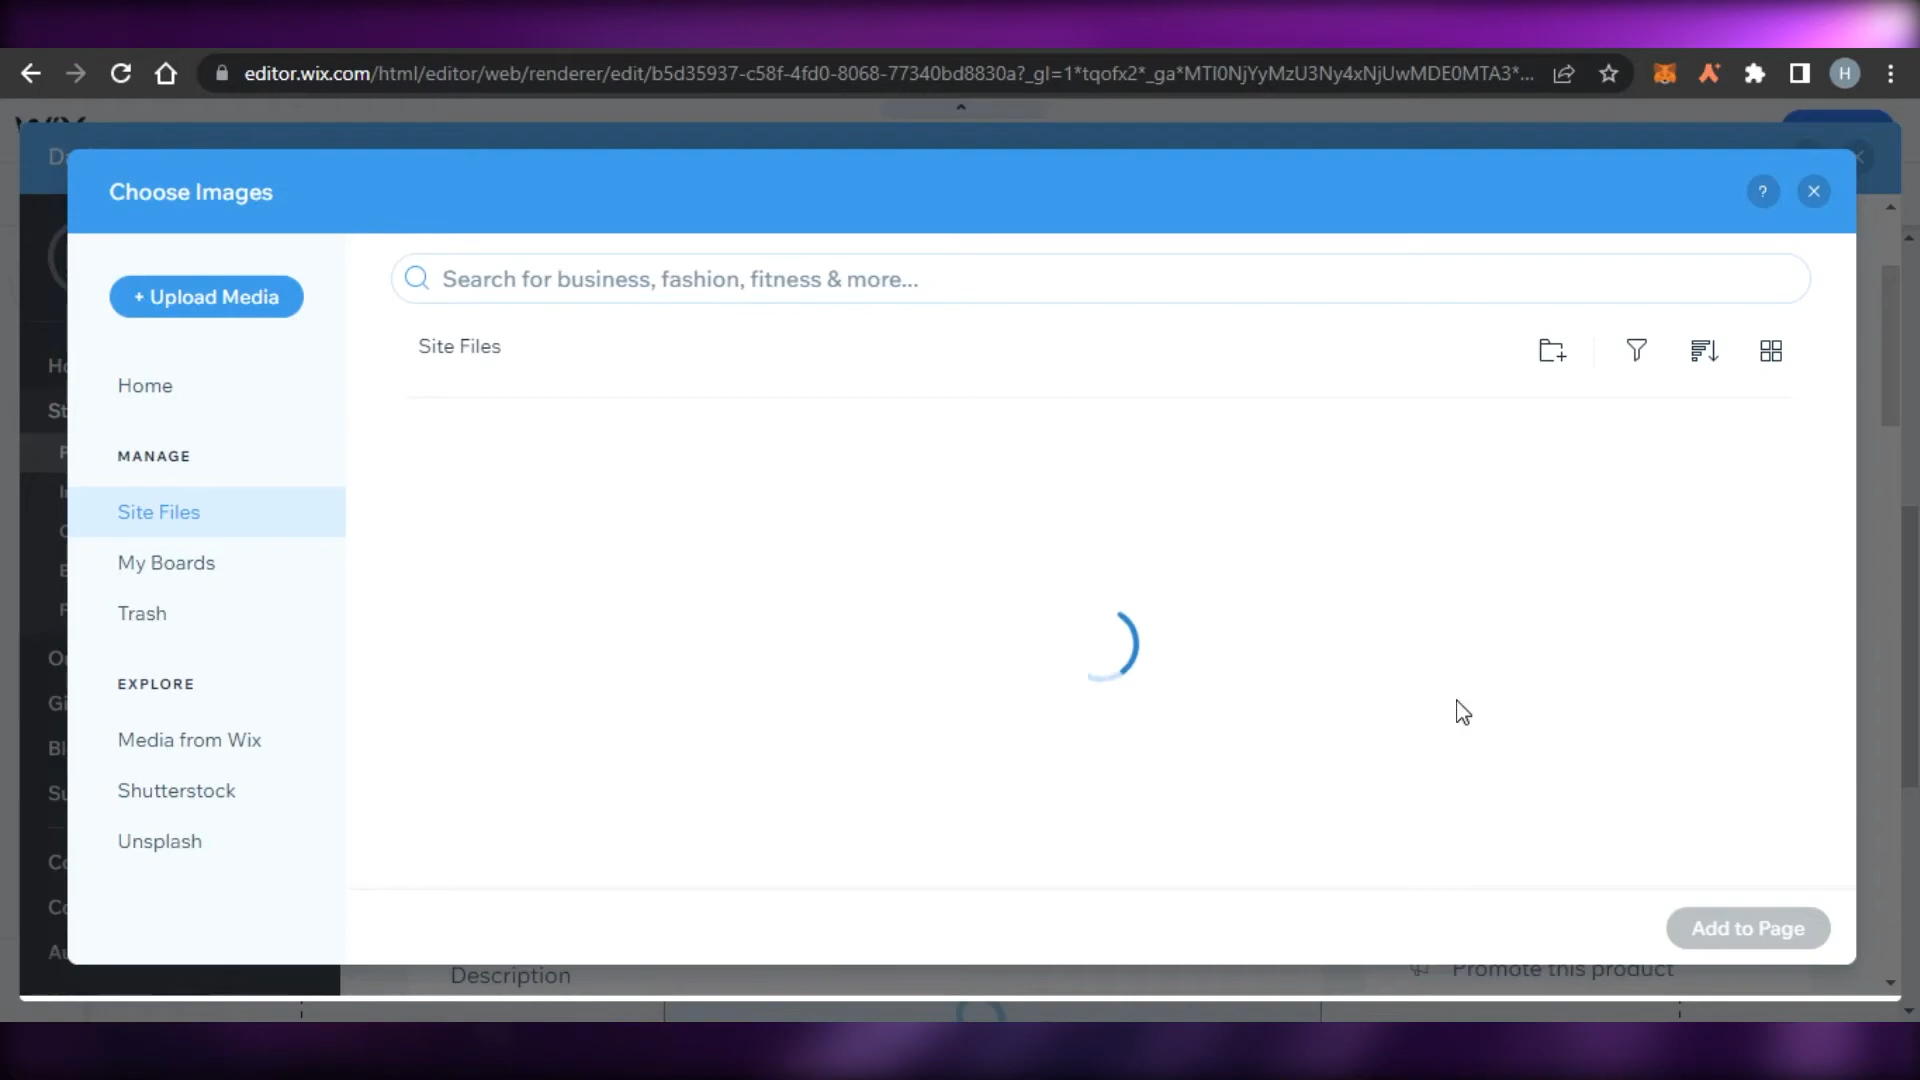 editor.wix.com/html/editor/web/renderer/edit/b5d35937-c58f-4fd0-8068-77340bd8830a?_gl=1*tqofx2*_ga*MTI0NjYyMzU3Ny4xNjUwMDE0MTA3*...
H
Choose Images
?
+ Upload Media
Search for business, fashion, fitness & more...
Site Files
Home
MANAGE
Site Files
My Boards
Trash
EXPLORE
Media from Wix
Shutterstock
Unsplash
Add to Page
Description
Promote this product